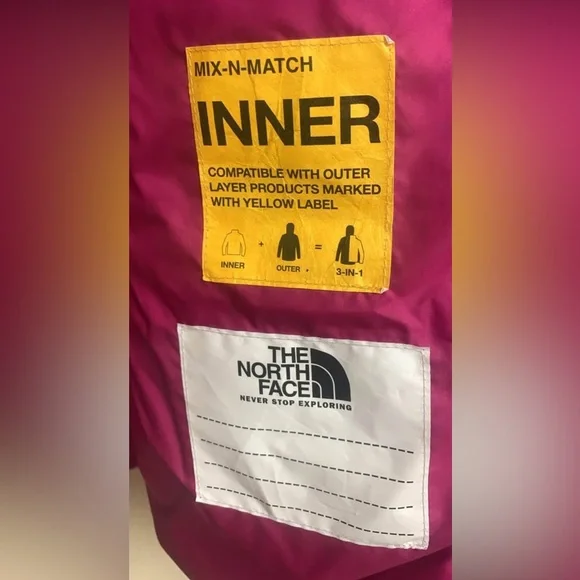 MIX-N-MATCH
INNER
COMPATIBLE WITH OUTER
LAYER PRODUCTS MARKED
WITH YELLOW LABEL
+ =
INNER OUTER 3-IN-1
THE
NORTH
FACE
NEVER STOP EXPLORING